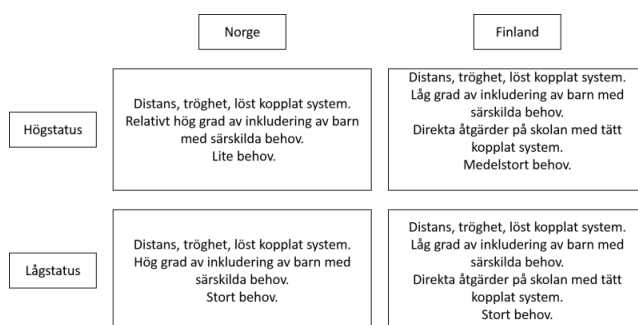 Norge
Finland
Högstatus
Distans, tröghet, löst kopplat system.
Relativt hög grad av inkludering av barn
med särskilda behov.
Lite behov.
Distans, tröghet, löst kopplat system.
Låg grad av inkludering av barn med
särskilda behov.
Direkta åtgärder på skolan med tätt
kopplat system.
Medelstort behov.
Lågstatus
Distans, tröghet, löst kopplat system.
Hög grad av inkludering av barn med
särskilda behov.
Stort behov.
Distans, tröghet, löst kopplat system.
Låg grad av inkludering av barn med
särskilda behov.
Direkta åtgärder på skolan med tätt
kopplat system.
Stort behov.